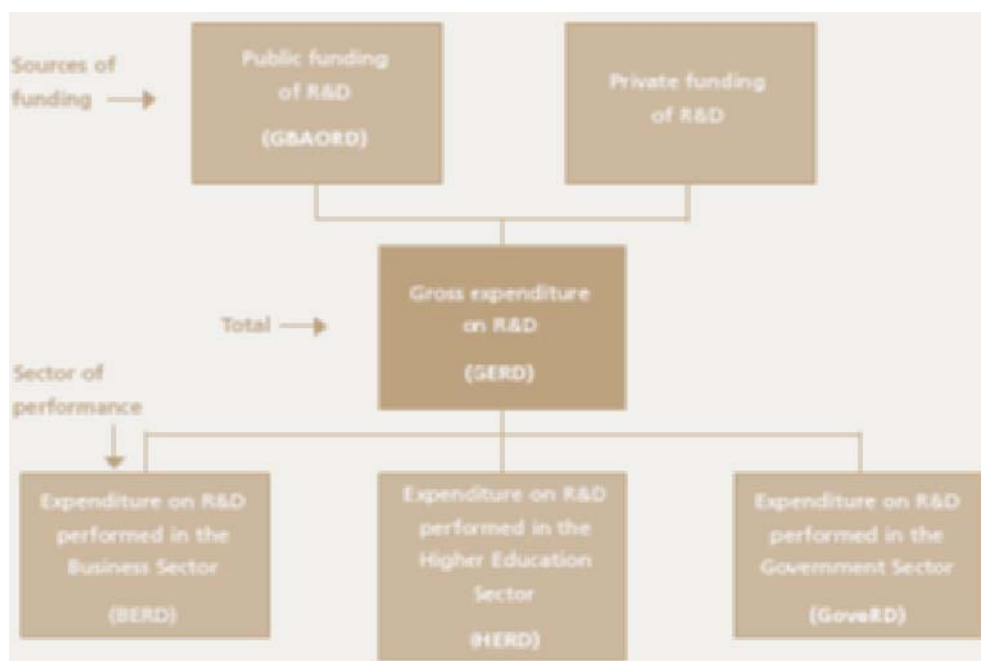 Sources of
funding
Public funding
of R&D
(GBAORD)
Private funding
of R&D
Gross expenditure
on R&D
(GERD)
Total
Sector of
performance
Expenditure on R&D
performed in the
Business Sector
(BERD)
Expenditure on R&D
performed in the
Higher Education
Sector
(HERD)
Expenditure on R&D
performed in the
Government Sector
(GoveRD)